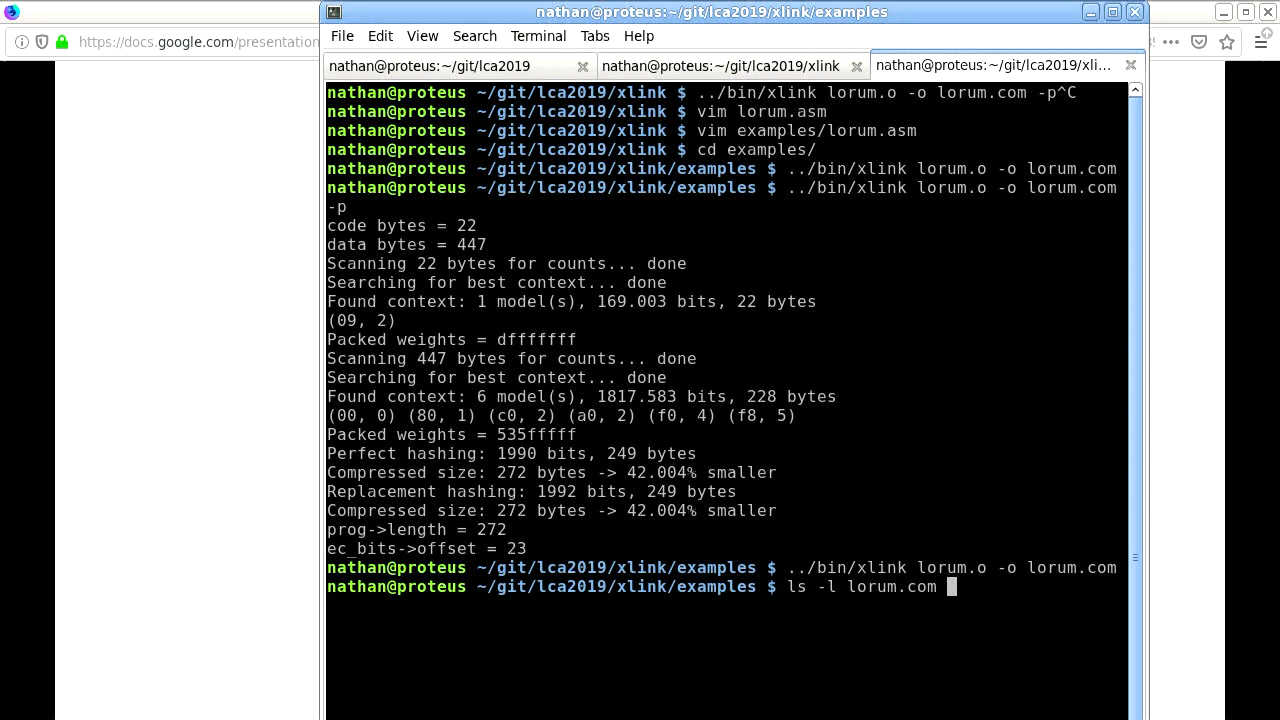 nathan@proteus:~/git/lca2019/xlink/examples
https://docs.google.com/presentation
File Edit View Search Terminal Tabs Help
nathan@proteus:~/git/lca2019
nathan@proteus:~/git/lca2019/xlink
nathan@proteus:~/git/lca2019/xli...
nathan@proteus ~/git/lca2019/xlink $ ../bin/xlink lorum.o -o lorum.com -p^C
nathan@proteus ~/git/lca2019/xlink $ vim lorum.asm
nathan@proteus ~/git/lca2019/xlink $ vim examples/lorum.asm
nathan@proteus ~/git/lca2019/xlink $ cd examples/
nathan@proteus ~/git/lca2019/xlink/examples $ ../bin/xlink lorum.o -o lorum.com
nathan@proteus ~/git/lca2019/xlink/examples $ ../bin/xlink lorum.o -o lorum.com
-p
code bytes = 22
data bytes = 447
Scanning 22 bytes for counts... done
Searching for best context... done
Found context: 1 model(s), 169.003 bits, 22 bytes
(09, 2)
Packed weights = dfffffff
Scanning 447 bytes for counts... done
Searching for best context... done
Found context: 6 model(s), 1817.583 bits, 228 bytes
(00, 0) (80, 1) (c0, 2) (a0, 2) (f0, 4) (f8, 5)
Packed weights = 535fffff
Perfect hashing: 1990 bits, 249 bytes
Compressed size: 272 bytes -> 42.004% smaller
Replacement hashing: 1992 bits, 249 bytes
Compressed size: 272 bytes -> 42.004% smaller
prog->length = 272
ec_bits->offset = 23
nathan@proteus ~/git/lca2019/xlink/examples $ ../bin/xlink lorum.o -o lorum.com
nathan@proteus ~/git/lca2019/xlink/examples $ ls -l lorum.com